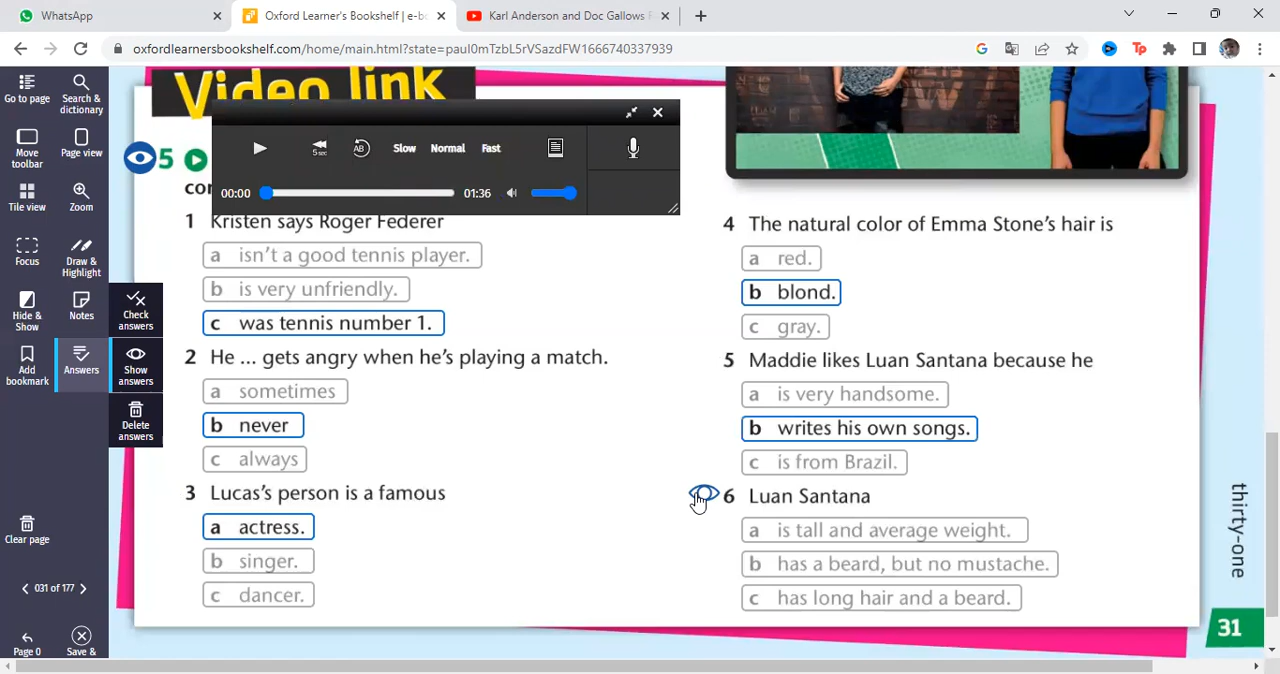 WhatsApp
Oxford Learner's Bookshelf | e-bo
Karl Anderson and Doc Gallows
oxfordlearnersbookshelf.com/home/main.html?state=paul0mTzbL5rVSazdFW1666740337939
Go to page
Search & dictionary
Move toolbar
Page view
Tile view
Zoom
Focus
Draw & Highlight
Hide & Show
Notes
Add bookmark
Answers
Check answers
Show answers
Delete answers
Clear page
031 of 177
Page 0
Save &
Video link
5 sec
AB
Slow
Normal
Fast
00:00
01:36
5
1 Kristen says Roger Federer
a isn't a good tennis player.
b is very unfriendly.
c was tennis number 1.
2 He ... gets angry when he's playing a match.
a sometimes
b never
c always
3 Lucas's person is a famous
a actress.
b singer.
c dancer.
4 The natural color of Emma Stone's hair is
a red.
b blond.
c gray.
5 Maddie likes Luan Santana because he
a is very handsome.
b writes his own songs.
c is from Brazil.
6 Luan Santana
a is tall and average weight.
b has a beard, but no mustache.
c has long hair and a beard.
thirty-one
31